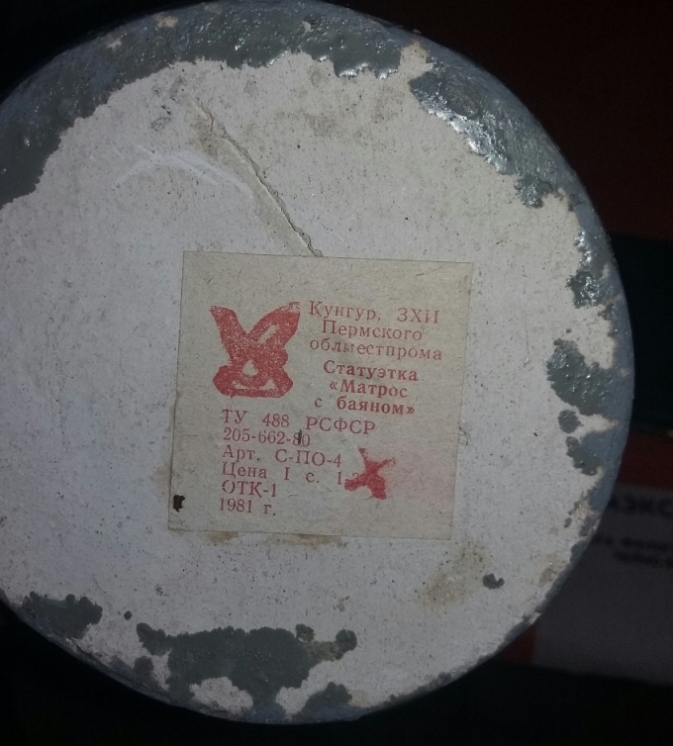 Кунгур. ЗХИ
Пермского
облместпрома
Статуэтка
«Матрос
с баяном»
ТУ 488 РСФСР
205-662-80
Арт. С-ПО-4
Цена 1 с.
ОТК-1
1981 г.